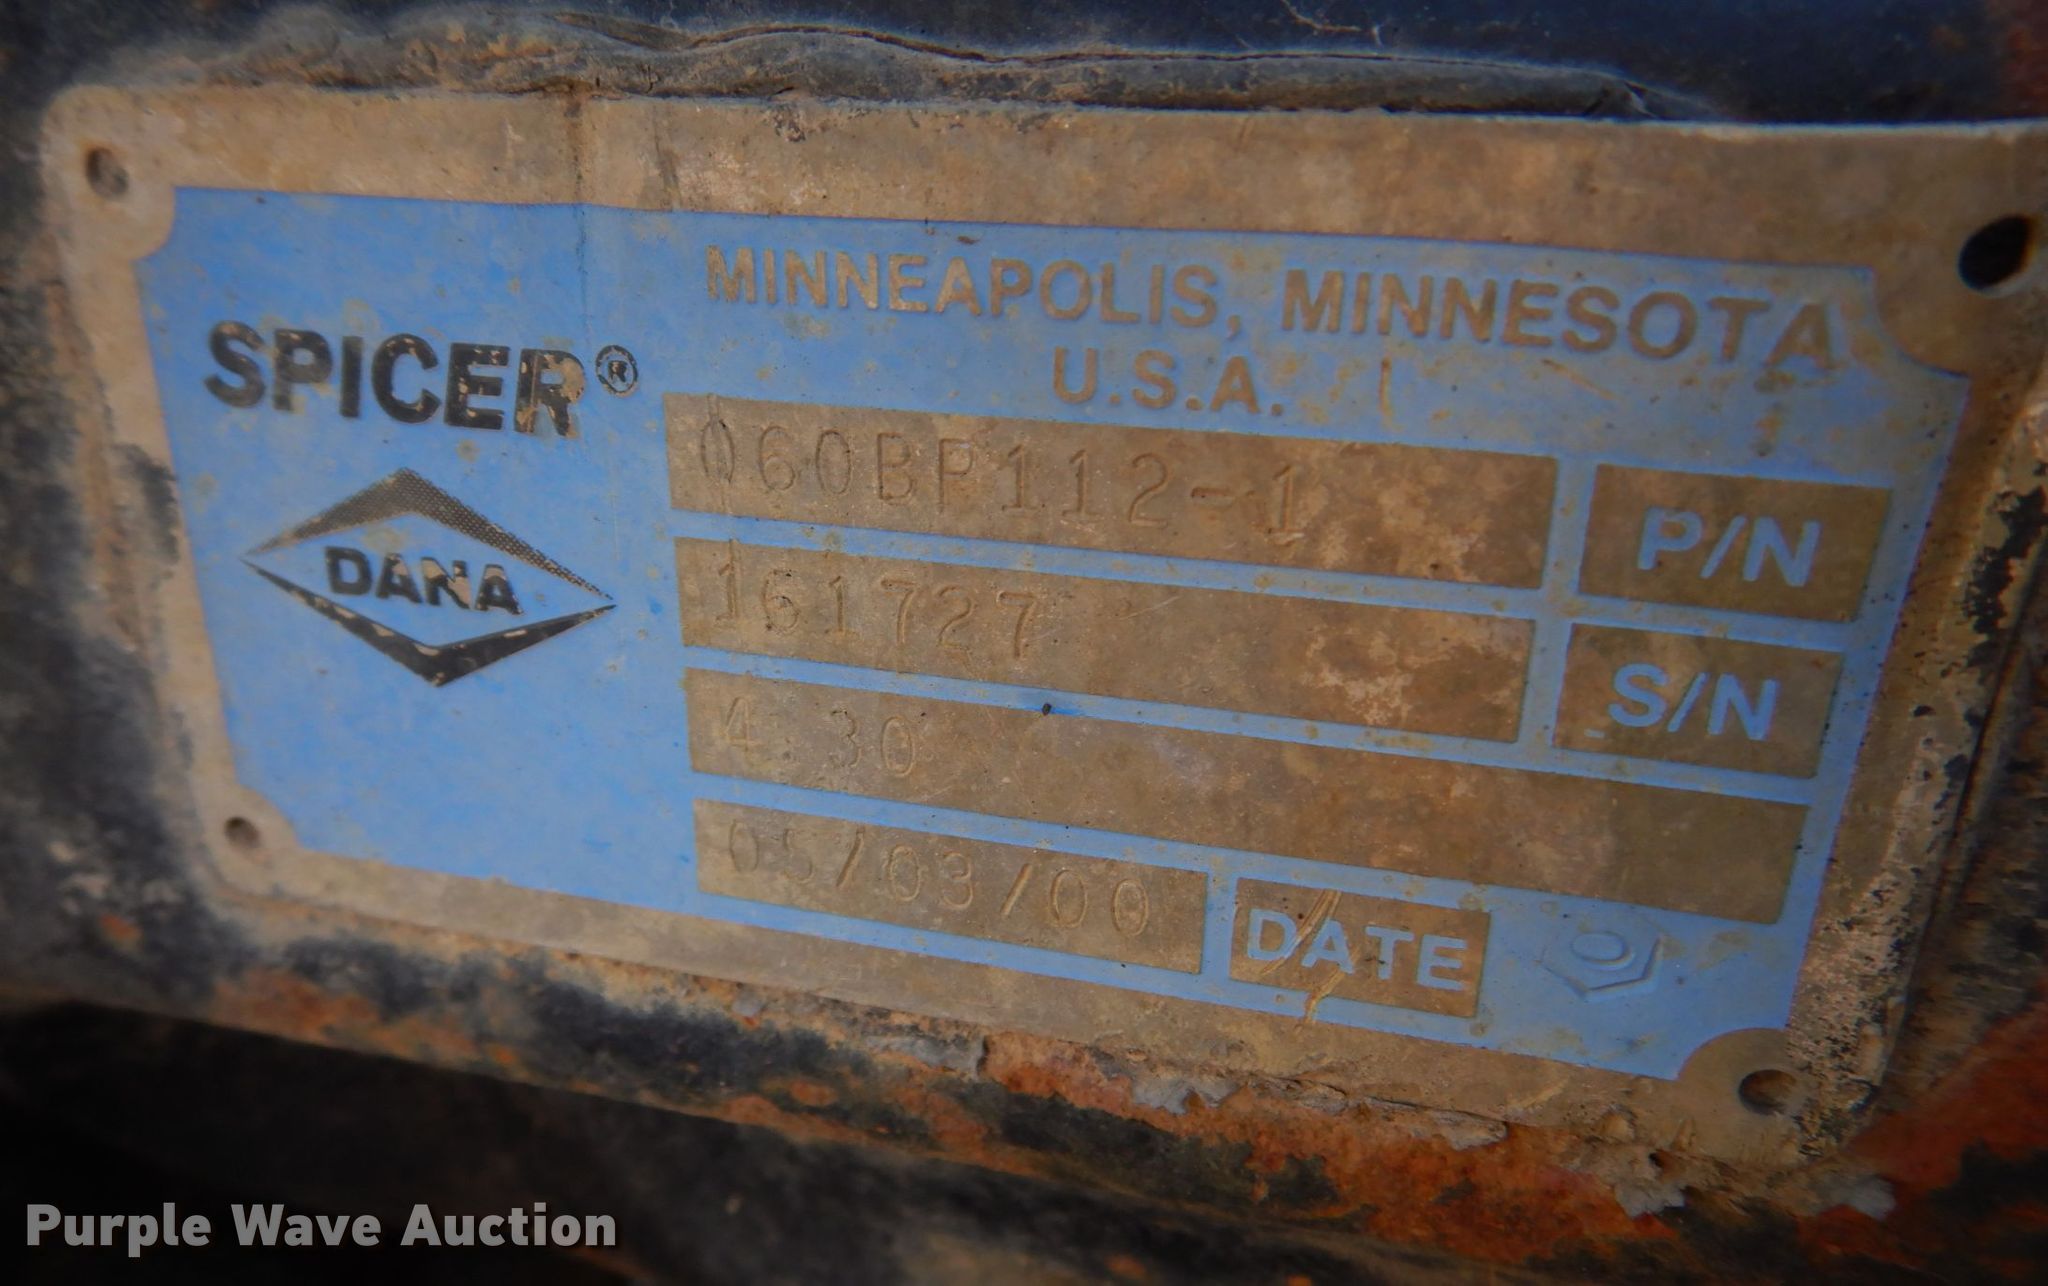 MINNEAPOLIS, MINNESOTA
U.S.A.
SPICER®
DANA
060BP112-1 P/N
161727 S/N
4.30
05/03/00 DATE
Purple Wave Auction